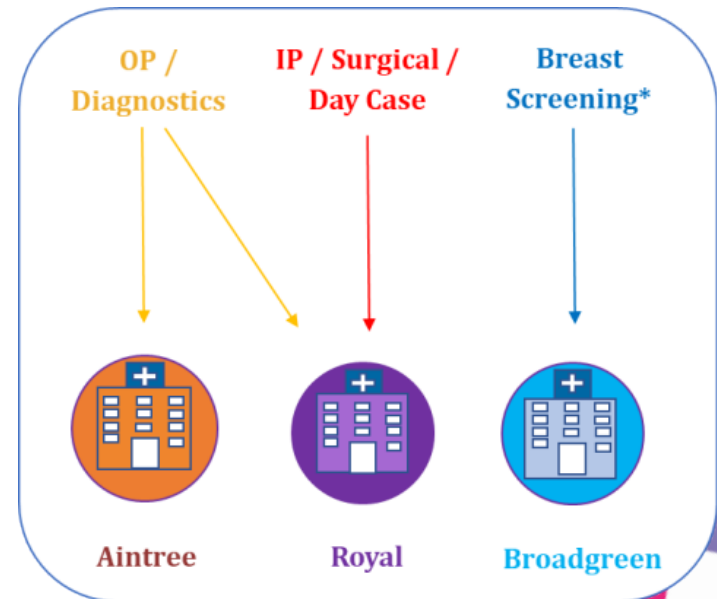 OP /
Diagnostics
IP / Surgical /
Day Case
Breast
Screening*
Aintree
Royal
Broadgreen